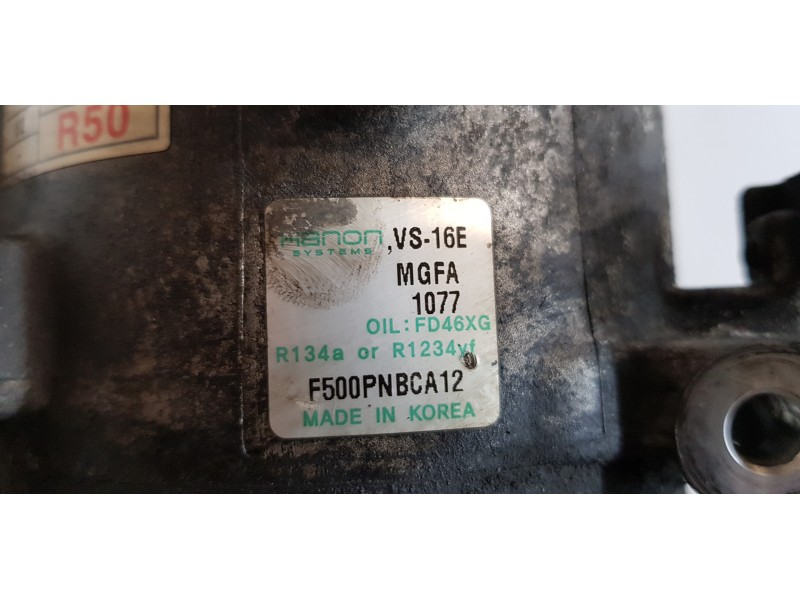 R50
Hanon ,VS-16E
SYSTEMS
MGFA
1077
OIL: FD46XG
R134a or R1234yf
F500PNBCA12
MADE IN KOREA